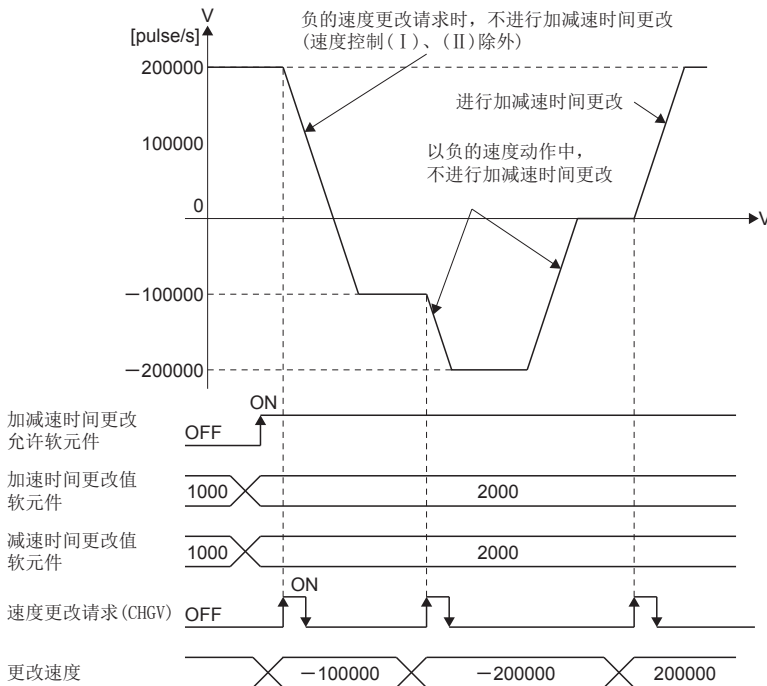 V
[pulse/s]
负的速度更改请求时，不进行加减速时间更改
(速度控制(Ⅰ)、(Ⅱ)除外)
200000
进行加减速时间更改
100000
以负的速度动作中，
不进行加减速时间更改
0
V
－100000
－200000
加减速时间更改
允许软元件
OFF
ON
加速时间更改值
软元件
1000
2000
减速时间更改值
软元件
1000
2000
速度更改请求(CHGV)
OFF
ON
更改速度
－100000
－200000
200000